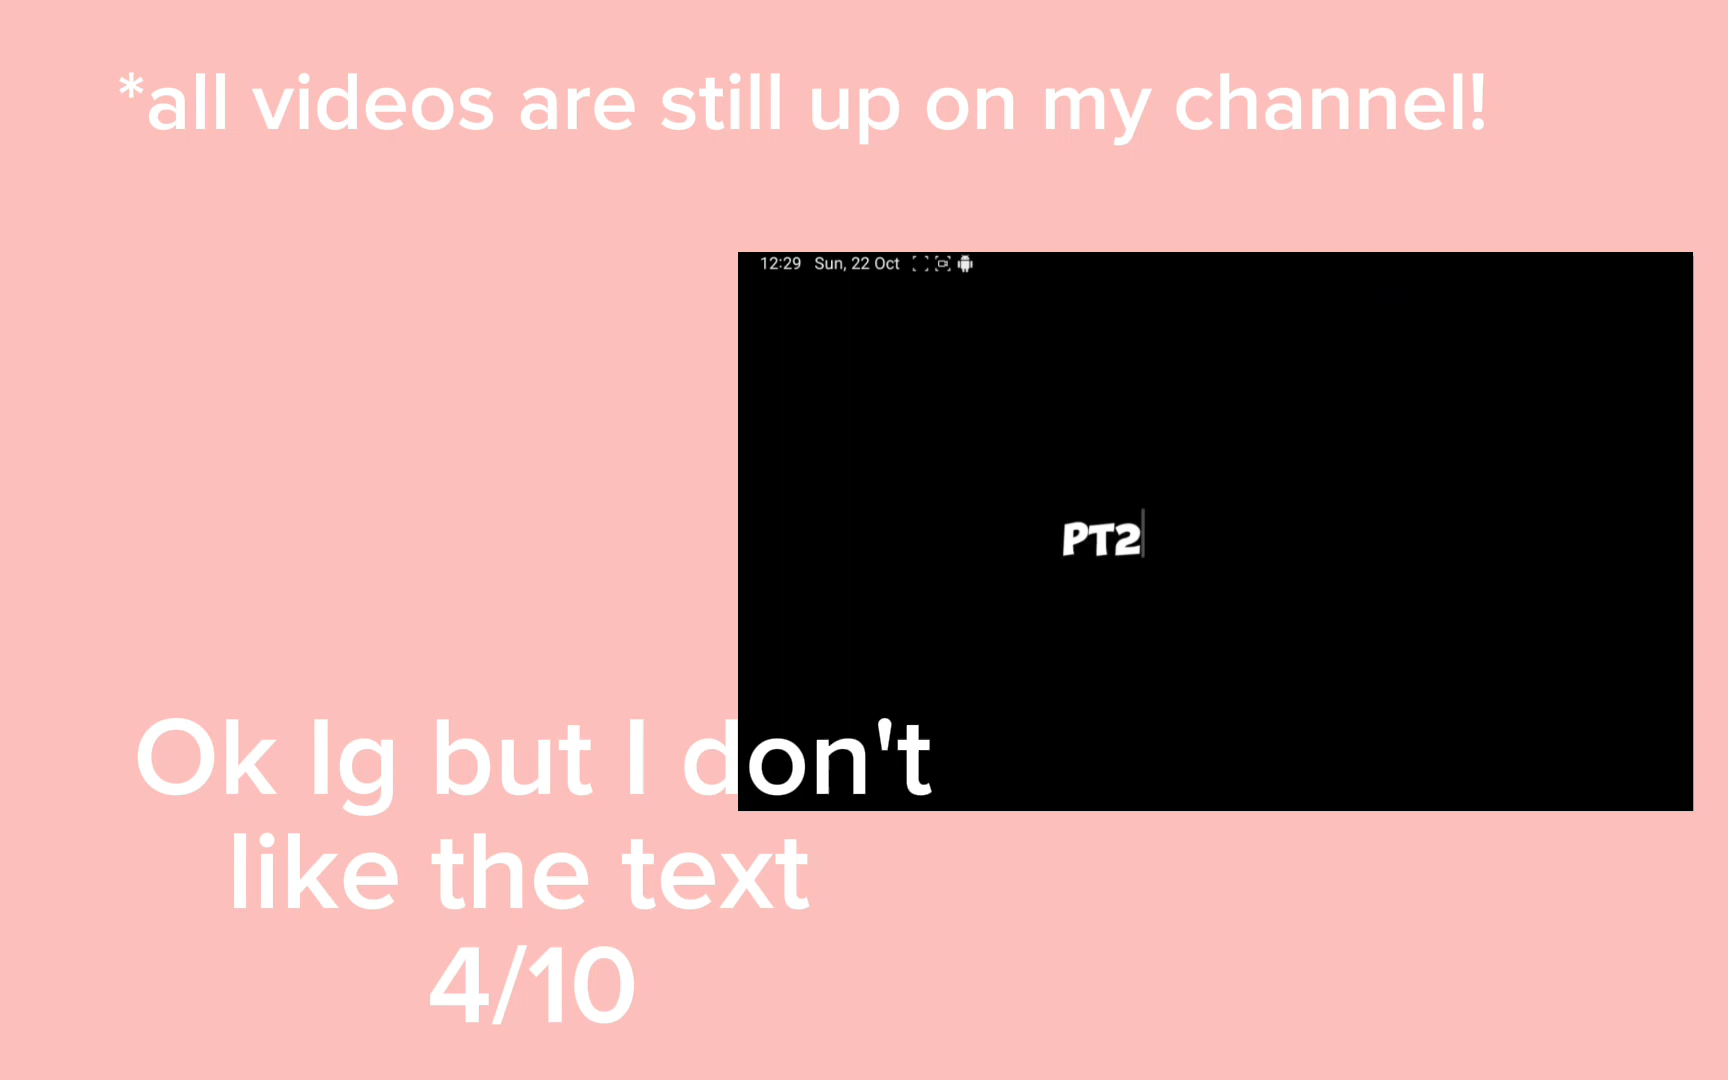 *all videos are still up on my channel!
12:29 Sun, 22 Oct
PT2
Ok Ig but I don't
like the text
4/10